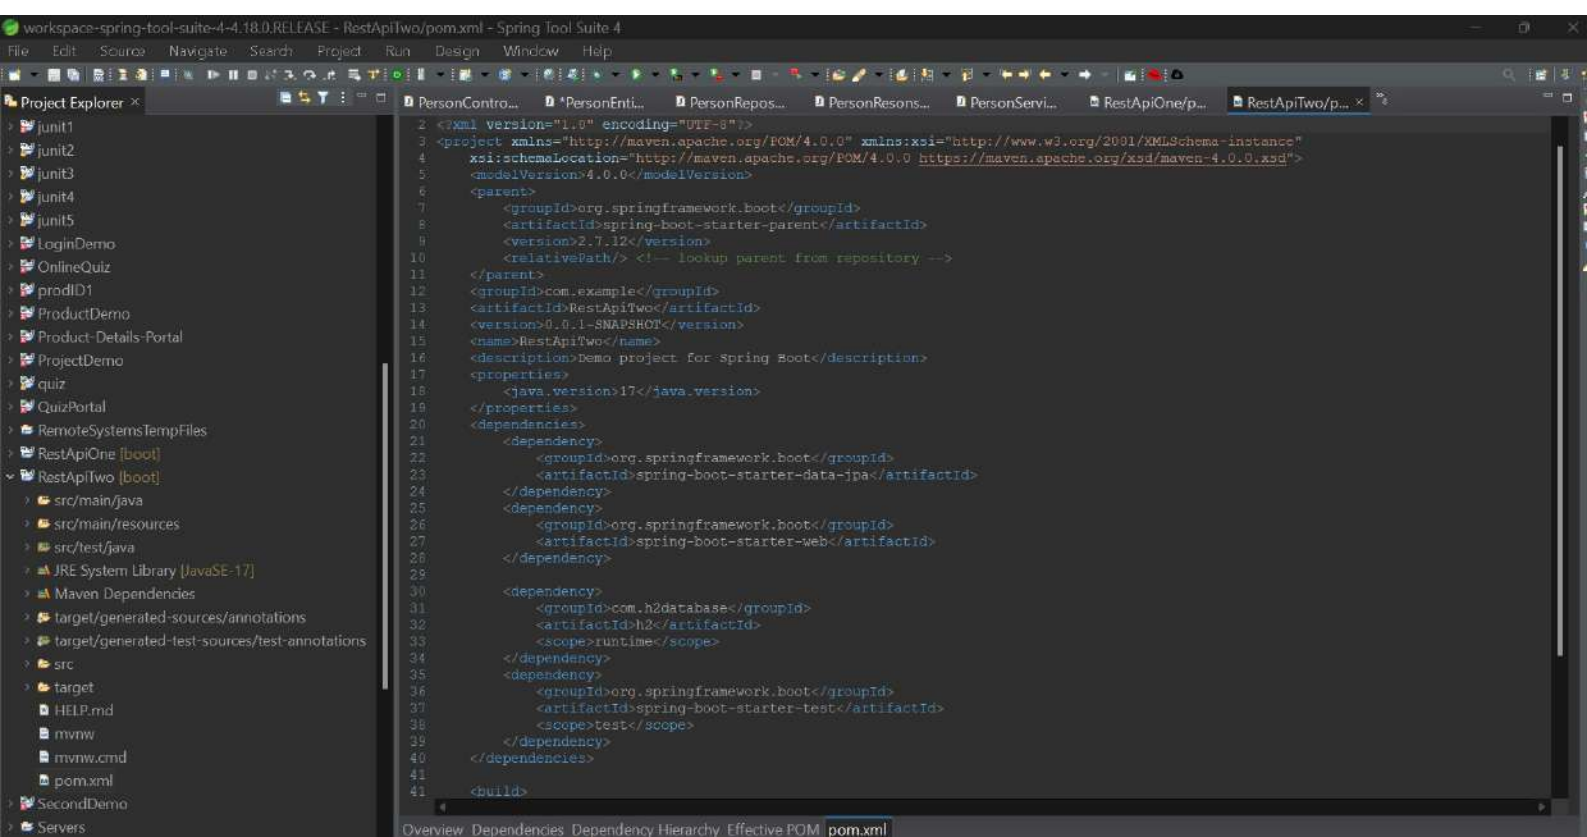 workspace-spring-tool-suite-4-4.18.0.RELEASE - RestApiTwo/pom.xml - Spring Tool Suite 4
File Edit Source Navigate Search Project Run Design Window Help
Project Explorer ×
junit1
junit2
junit3
junit4
junit5
LoginDemo
OnlineQuiz
prodID1
ProductDemo
Product-Details-Portal
ProjectDemo
quiz
QuizPortal
RemoteSystemsTempFiles
RestApiOne [boot]
RestApiTwo [boot]
src/main/java
src/main/resources
src/test/java
JRE System Library [JavaSE-17]
Maven Dependencies
target/generated-sources/annotations
target/generated-test-sources/test-annotations
src
target
HELP.md
mvnw
mvnw.cmd
pom.xml
SecondDemo
Servers
PersonContro... *PersonEnti... PersonRepos... PersonResons... PersonServi... RestApiOne/p... RestApiTwo/p... ×
2 <?xml version="1.0" encoding="UTF-8"?>
3 <project xmlns="http://maven.apache.org/POM/4.0.0" xmlns:xsi="http://www.w3.org/2001/XMLSchema-instance"
4 xsi:schemaLocation="http://maven.apache.org/POM/4.0.0 https://maven.apache.org/xsd/maven-4.0.0.xsd">
5 <modelVersion>4.0.0</modelVersion>
6 <parent>
7 <groupId>org.springframework.boot</groupId>
8 <artifactId>spring-boot-starter-parent</artifactId>
9 <version>2.7.12</version>
10 <relativePath/> <!-- lookup parent from repository -->
11 </parent>
12 <groupId>com.example</groupId>
13 <artifactId>RestApiTwo</artifactId>
14 <version>0.0.1-SNAPSHOT</version>
15 <name>RestApiTwo</name>
16 <description>Demo project for Spring Boot</description>
17 <properties>
18 <java.version>17</java.version>
19 </properties>
20 <dependencies>
21 <dependency>
22 <groupId>org.springframework.boot</groupId>
23 <artifactId>spring-boot-starter-data-jpa</artifactId>
24 </dependency>
25 <dependency>
26 <groupId>org.springframework.boot</groupId>
27 <artifactId>spring-boot-starter-web</artifactId>
28 </dependency>
29
30 <dependency>
31 <groupId>com.h2database</groupId>
32 <artifactId>h2</artifactId>
33 <scope>runtime</scope>
34 </dependency>
35 <dependency>
36 <groupId>org.springframework.boot</groupId>
37 <artifactId>spring-boot-starter-test</artifactId>
38 <scope>test</scope>
39 </dependency>
40 </dependencies>
41
41 <build>
Overview Dependencies Dependency Hierarchy Effective POM pom.xml